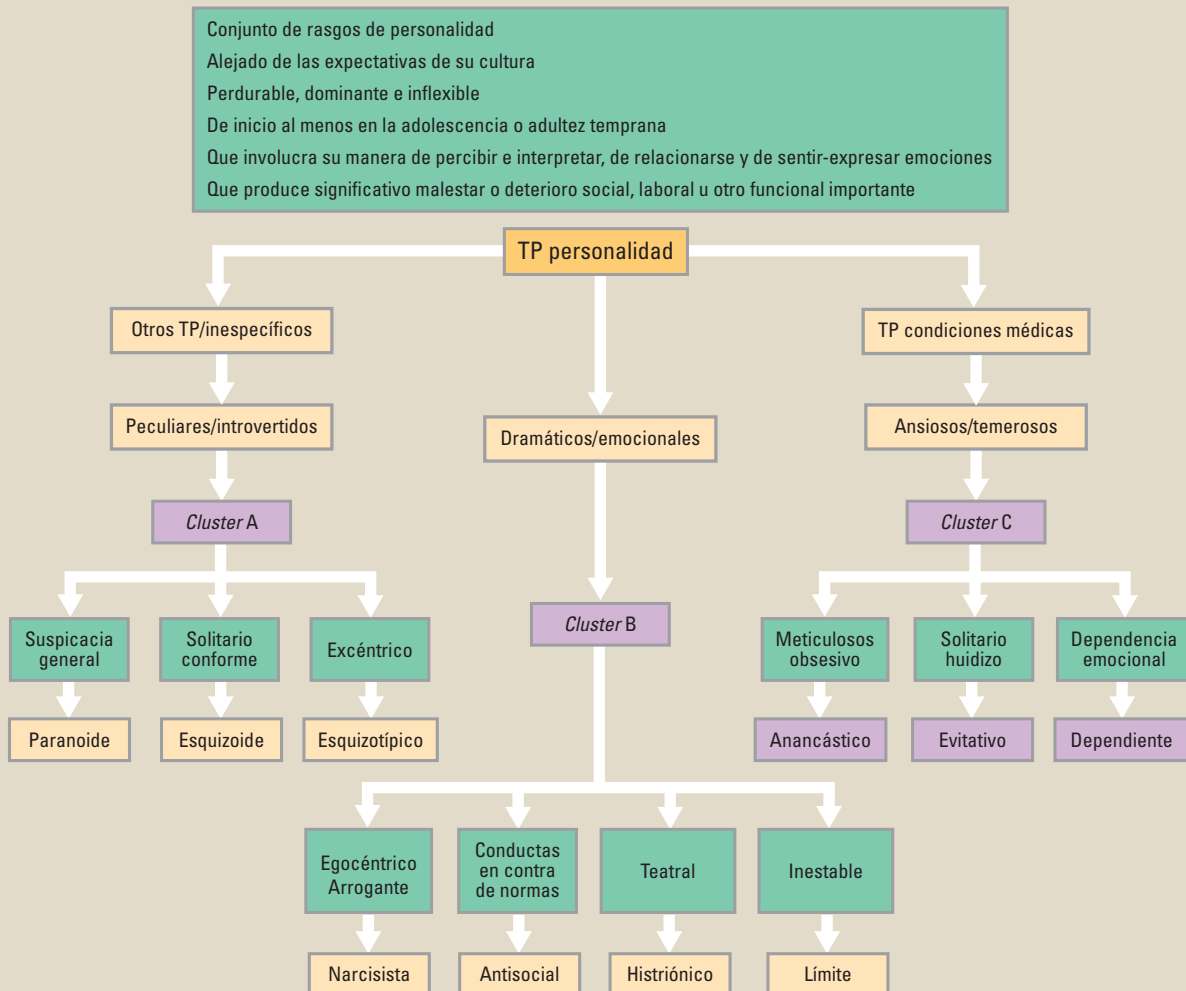 Conjunto de rasgos de personalidad
Alejado de las expectativas de su cultura
Perdurable, dominante e inflexible
De inicio al menos en la adolescencia o adultez temprana
Que involucra su manera de percibir e interpretar, de relacionarse y de sentir-expresar emociones
Que produce significativo malestar o deterioro social, laboral u otro funcional importante
TP personalidad
Otros TP/inespecíficos
TP condiciones médicas
Peculiares/introvertidos
Dramáticos/emocionales
Ansiosos/temerosos
Cluster A
Cluster C
Cluster B
Suspicacia
general
Solitario
conforme
Excéntrico
Meticulosos
obsesivo
Solitario
huidizo
Dependencia
emocional
Paranoide
Esquizoide
Esquizotípico
Anancástico
Evitativo
Dependiente
Egocéntrico
Arrogante
Conductas
en contra
de normas
Teatral
Inestable
Narcisista
Antisocial
Histriónico
Límite